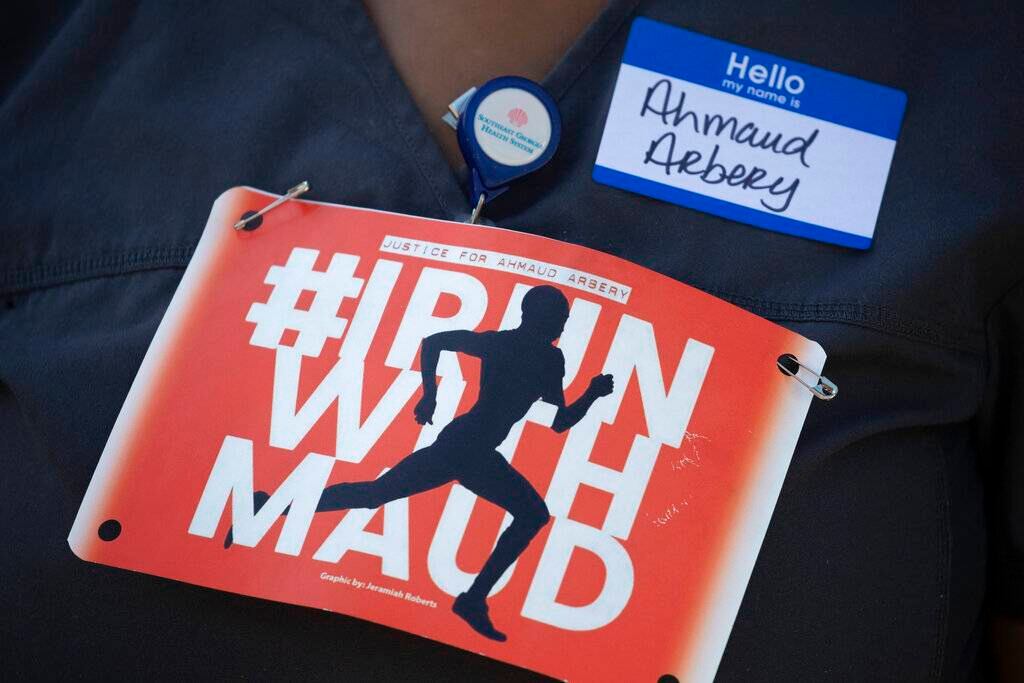 Hello
my name is
Ahmaud
Arbery
SOUTHEAST GEORGIA
HEALTH SYSTEM
JUSTICE FOR AHMAUD ARBERY
#IRUN
WITH
MAUD
Graphic by: Jeramiah Roberts